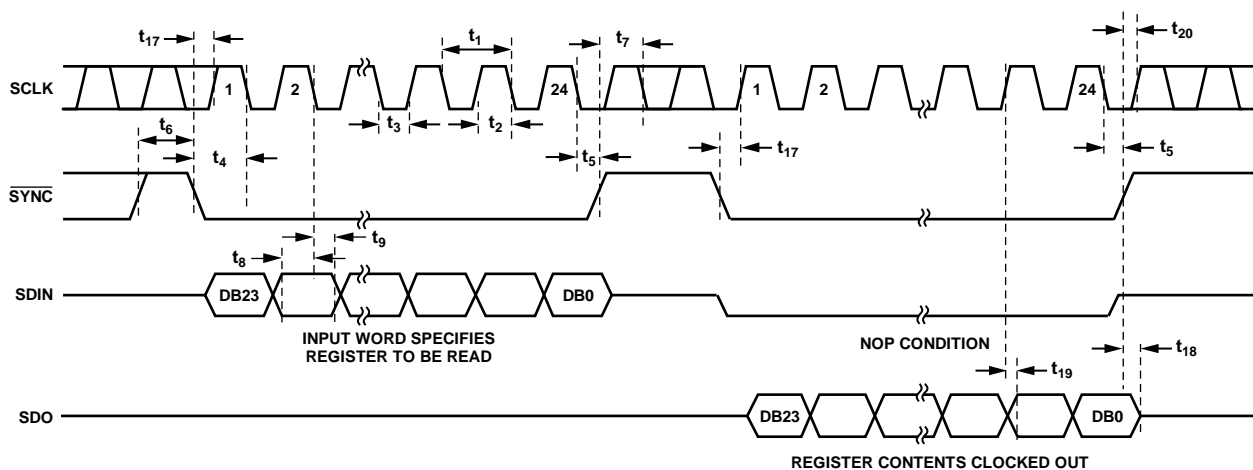 t17
t1
t7
t20
SCLK
1
2
24
1
2
24
t3
t2
t6
t4
t5
t17
t5
SYNC
t8
t9
SDIN
DB23
DB0
INPUT WORD SPECIFIES
REGISTER TO BE READ
NOP CONDITION
t18
t19
SDO
DB23
DB0
REGISTER CONTENTS CLOCKED OUT